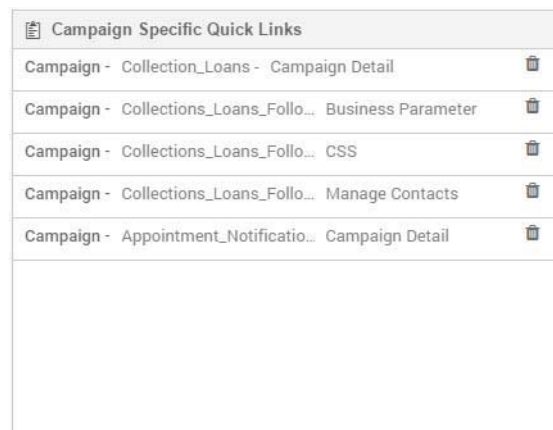 Campaign Specific Quick Links
Campaign - Collection_Loans - Campaign Detail
Campaign - Collections_Loans_Follo... Business Parameter
Campaign - Collections_Loans_Follo... CSS
Campaign - Collections_Loans_Follo... Manage Contacts
Campaign - Appointment_Notificatio... Campaign Detail